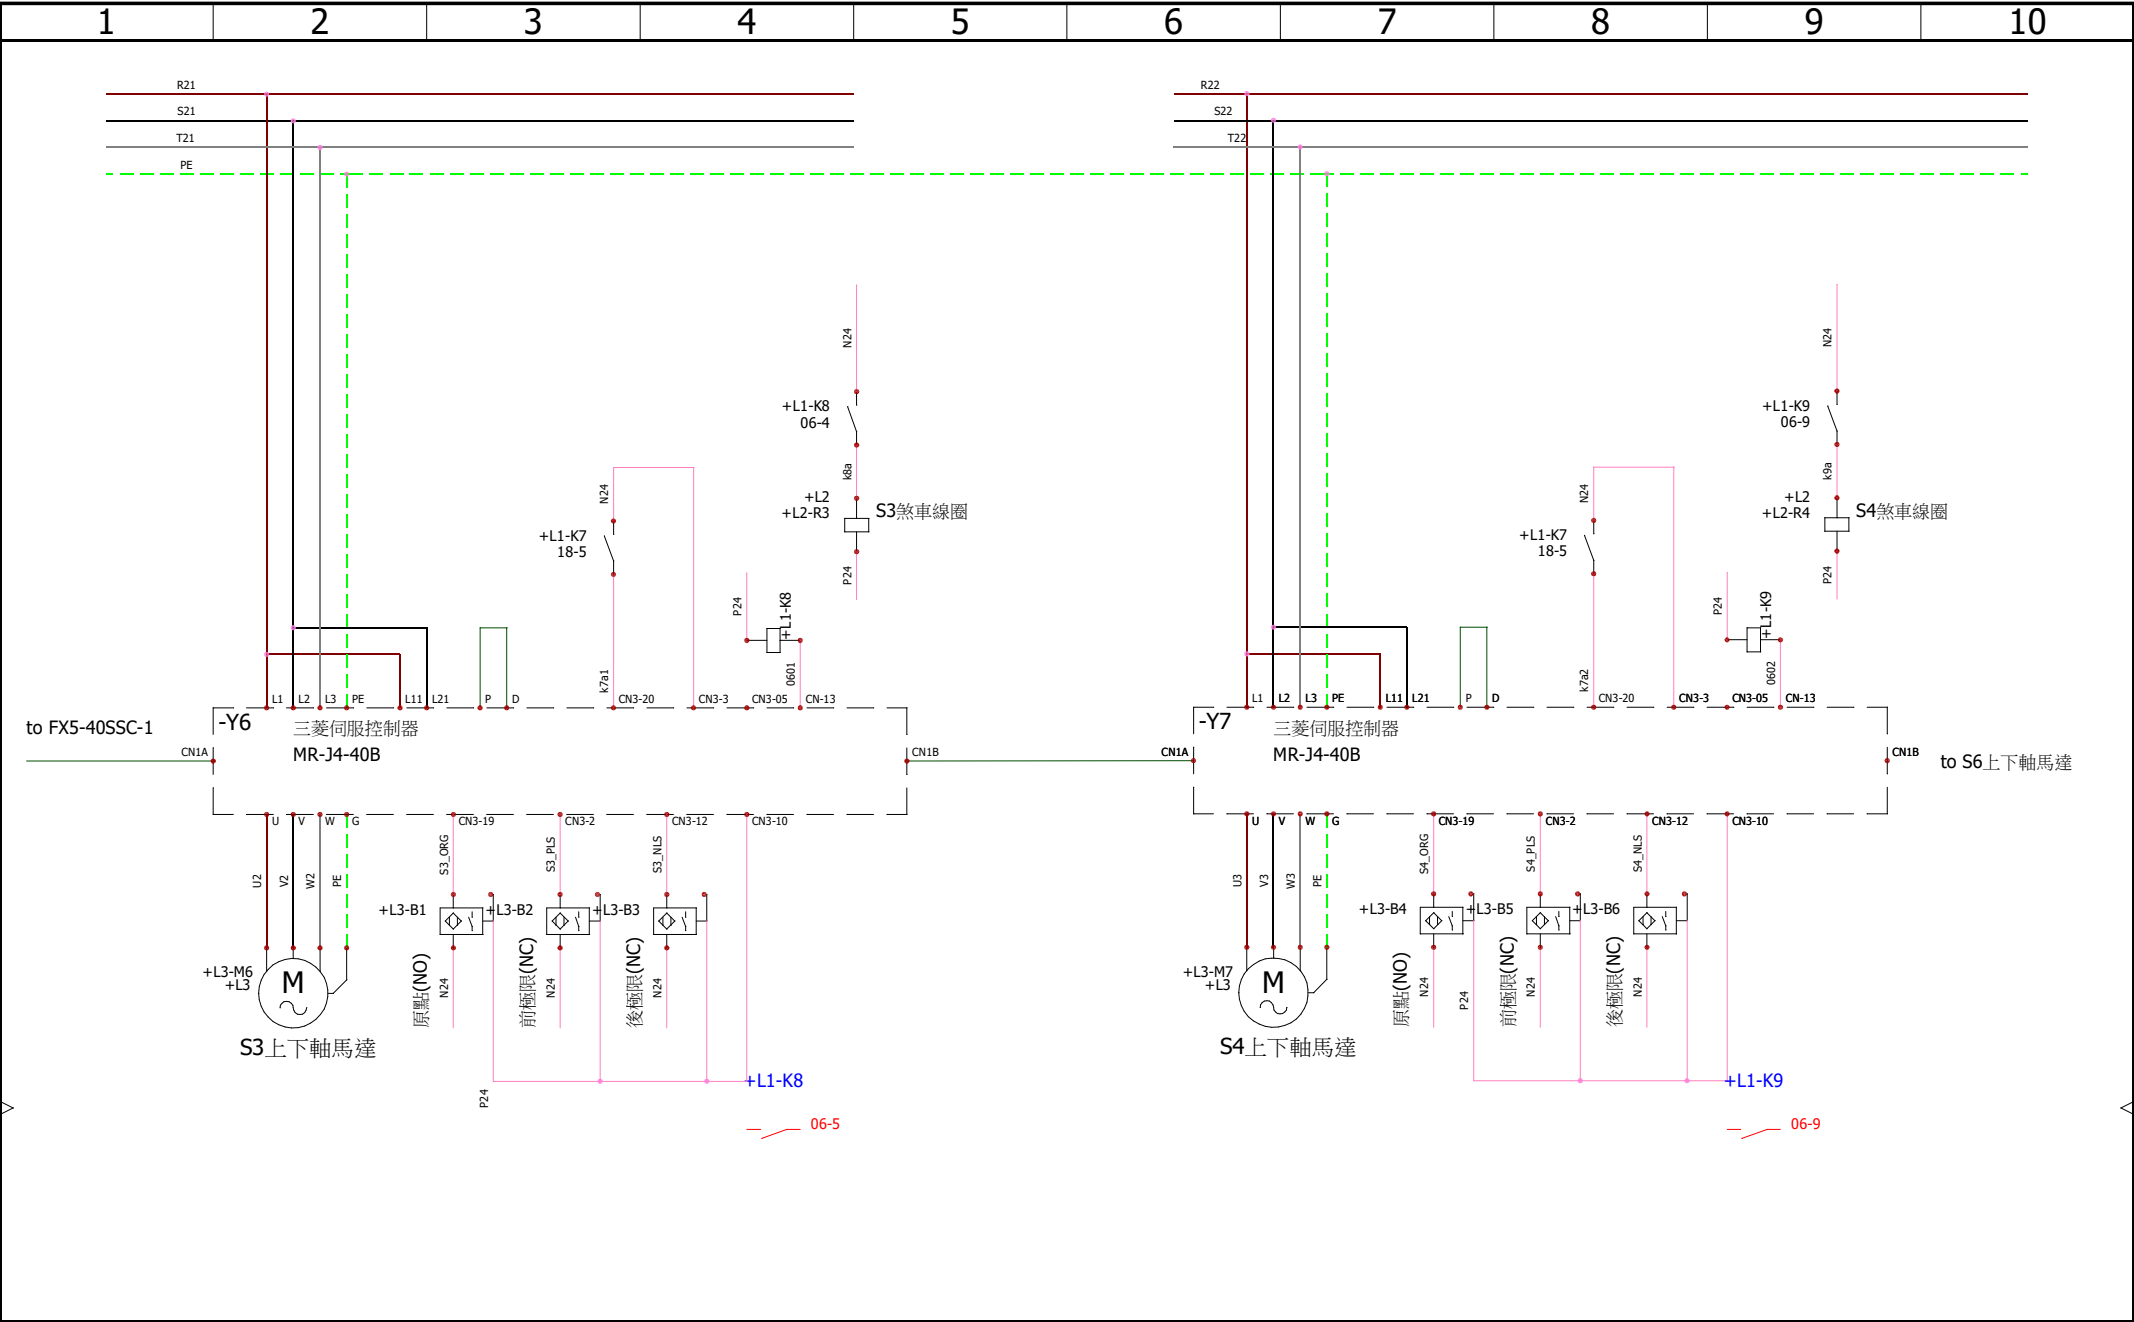 1 2 3 4 5 6 7 8 9 10
R21
S21
T21
PE
R22
S22
T22
N24
+L1-K8
06-4
k8a
+L2
+L2-R3
S3煞車線圈
P24
N24
+L1-K7
18-5
k7a1
P24
+L1-K8
0601
N24
+L1-K9
06-9
k9a
+L2
+L2-R4
S4煞車線圈
P24
N24
+L1-K7
18-5
k7a2
P24
+L1-K9
0602
L1 L2 L3 PE L11 L21 P D CN3-20 CN3-3 CN3-05 CN-13
to FX5-40SSC-1
CN1A
-Y6
三菱伺服控制器
MR-J4-40B
CN1B
L1 L2 L3 PE L11 L21 P D CN3-20 CN3-3 CN3-05 CN-13
CN1A
-Y7
三菱伺服控制器
MR-J4-40B
CN1B
to S6上下軸馬達
U V W G CN3-19 CN3-2 CN3-12 CN3-10
U2 V2 W2 PE
S3_ORG S3_PLS S3_NLS
+L3-B1 +L3-B2 +L3-B3
原點(NO) N24 前極限(NC) N24 後極限(NC) N24
+L3-M6
+L3
M
S3上下軸馬達
P24
+L1-K8
06-5
U V W G CN3-19 CN3-2 CN3-12 CN3-10
U3 V3 W3 PE
S4_ORG S4_PLS S4_NLS
+L3-B4 +L3-B5 +L3-B6
原點(NO) N24 P24 前極限(NC) N24 後極限(NC) N24
+L3-M7
+L3
M
S4上下軸馬達
+L1-K9
06-9